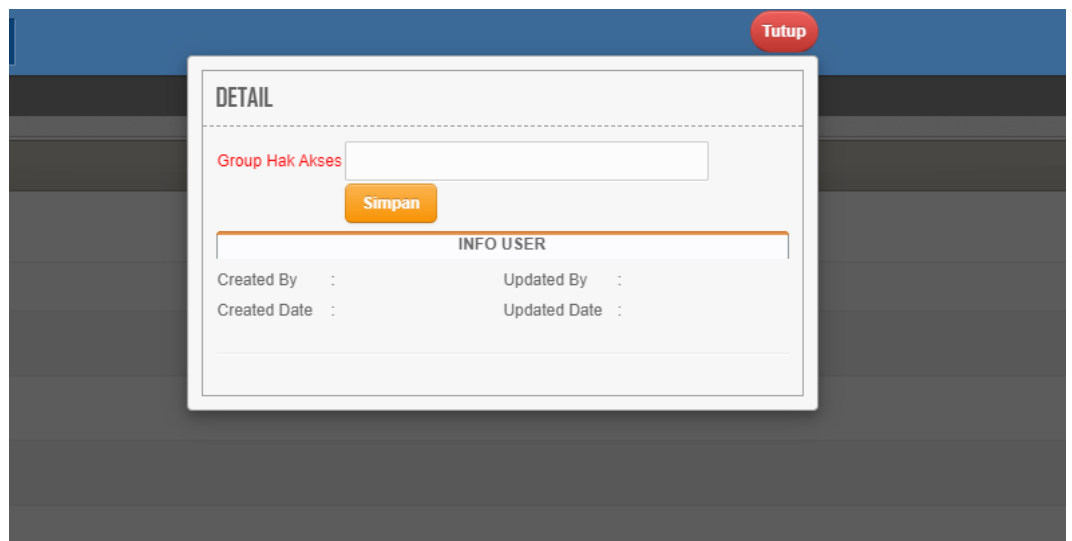 Tutup
DETAIL
Group Hak Akses
Simpan
INFO USER
Created By : Updated By :
Created Date : Updated Date :